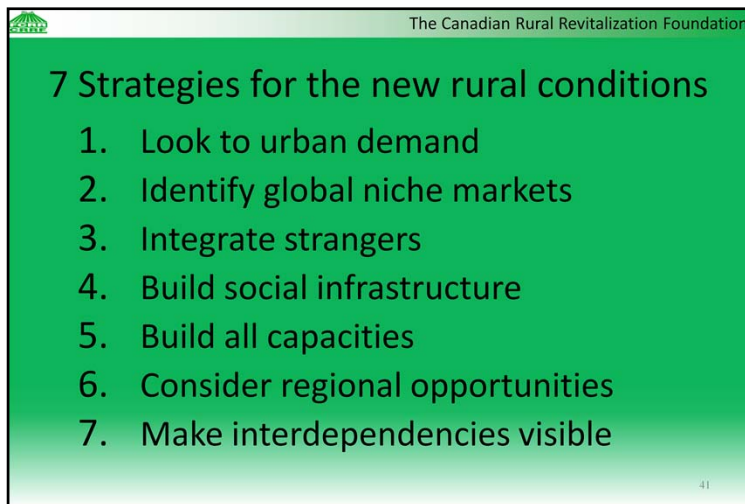 The Canadian Rural Revitalization Foundation
7 Strategies for the new rural conditions
1. Look to urban demand
2. Identify global niche markets
3. Integrate strangers
4. Build social infrastructure
5. Build all capacities
6. Consider regional opportunities
7. Make interdependencies visible
41